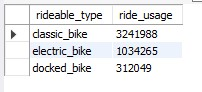 rideable_type ride_usage
classic_bike 3241988
electric_bike 1034265
docked_bike 312049